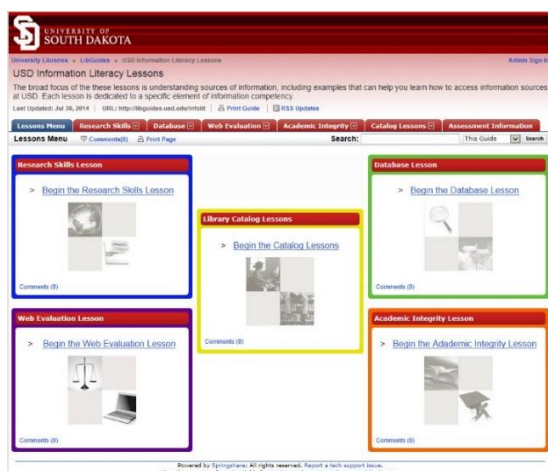 UNIVERSITY OF
SOUTH DAKOTA
University Libraries » LibGuides » USD Information Literacy Lessons Admin Sign In
USD Information Literacy Lessons
The broad focus of the these lessons is understanding sources of information, including examples that can help you learn how to access information sources
at USD. Each lesson is dedicated to a specific element of information competency.
Last Updated: Jul 30, 2014 URL: http://libguides.usd.edu/infolit Print Guide RSS Updates
Lessons Menu Research Skills Database Web Evaluation Academic Integrity Catalog Lessons Assessment Information
Lessons Menu Comments(0) Print Page Search: This Guide Search
Research Skills Lesson
> Begin the Research Skills Lesson
Comments (0)
Library Catalog Lessons
> Begin the Catalog Lessons
Comments (0)
Database Lesson
> Begin the Database Lesson
Comments (0)
Web Evaluation Lesson
> Begin the Web Evaluation Lesson
Comments (0)
Academic Integrity Lesson
> Begin the Adademic Integrity Lesson
Comments (0)
Powered by Springshare; All rights reserved. Report a tech support issue.